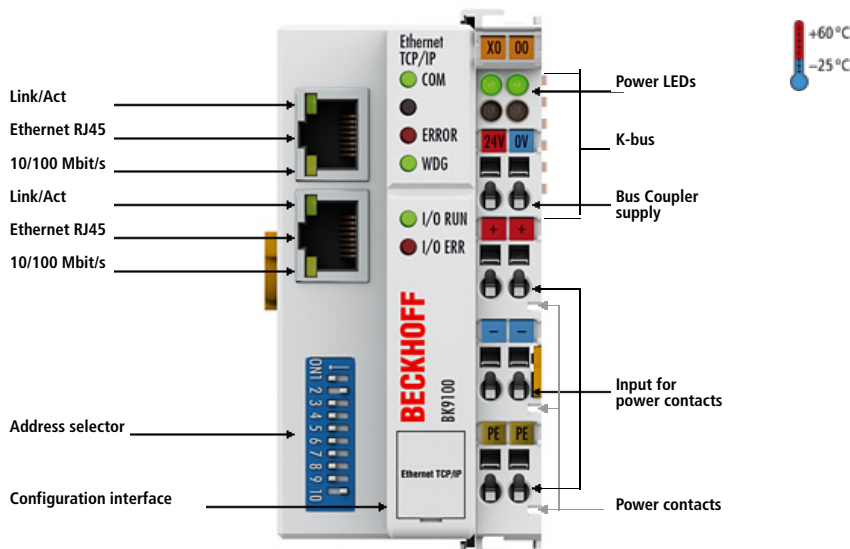 Link/Act
Ethernet RJ45
10/100 Mbit/s
Link/Act
Ethernet RJ45
10/100 Mbit/s
Address selector
Configuration interface
Ethernet
TCP/IP
COM
ERROR
WDG
I/O RUN
I/O ERR
BECKHOFF
BK9100
Ethernet TCP/IP
ON
1
2
3
4
5
6
7
8
9
10
X0 00
24V 0V
+ +
− −
PE PE
Power LEDs
K-bus
Bus Coupler
supply
Input for
power contacts
Power contacts
+60°C
−25°C